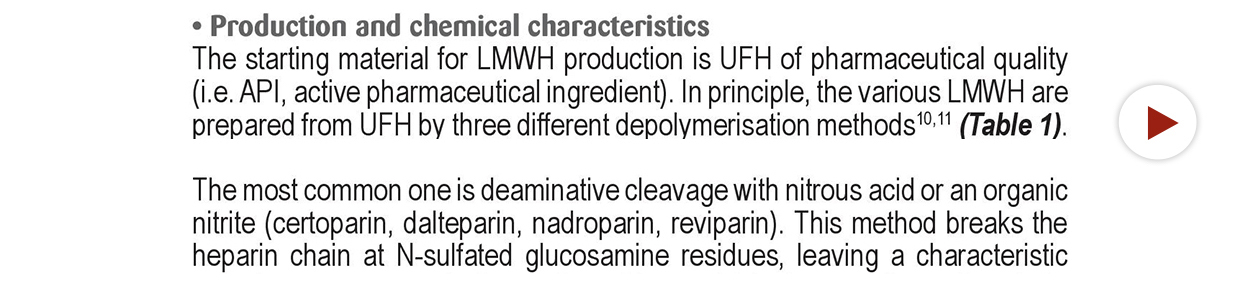 • Production and chemical characteristics
The starting material for LMWH production is UFH of pharmaceutical quality
(i.e. API, active pharmaceutical ingredient). In principle, the various LMWH are
prepared from UFH by three different depolymerisation methods10,11 (Table 1).
The most common one is deaminative cleavage with nitrous acid or an organic
nitrite (certoparin, dalteparin, nadroparin, reviparin). This method breaks the
heparin chain at N-sulfated glucosamine residues, leaving a characteristic